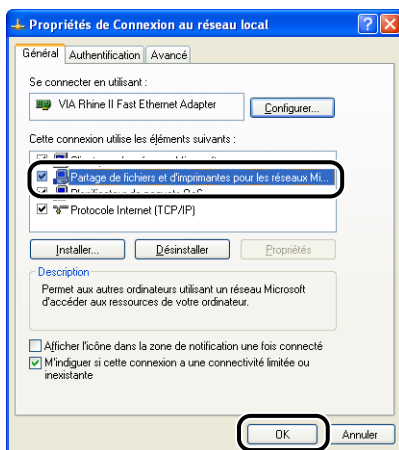 Propriétés de Connexion au réseau local
Général
Authentification
Avancé
Se connecter en utilisant :
VIA Rhine II Fast Ethernet Adapter
Configurer...
Cette connexion utilise les éléments suivants :
Partage de fichiers et d'imprimantes pour les réseaux Mi...
Protocole Internet (TCP/IP)
Installer...
Désinstaller
Propriétés
Description
Permet aux autres ordinateurs utilisant un réseau Microsoft
d'accéder aux ressources de votre ordinateur.
Afficher l'icône dans la zone de notification une fois connecté
M'indiquer si cette connexion a une connectivité limitée ou
inexistante
OK
Annuler